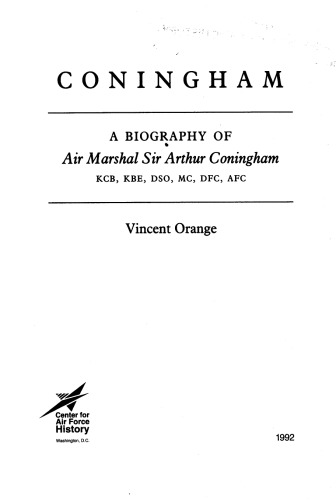 CONINGHAM
A BIOGRAPHY OF
Air Marshal Sir Arthur Coningham
KCB, KBE, DSO, MC, DFC, AFC
Vincent Orange
Center for
Air Force
History
Washington, D.C.
1992